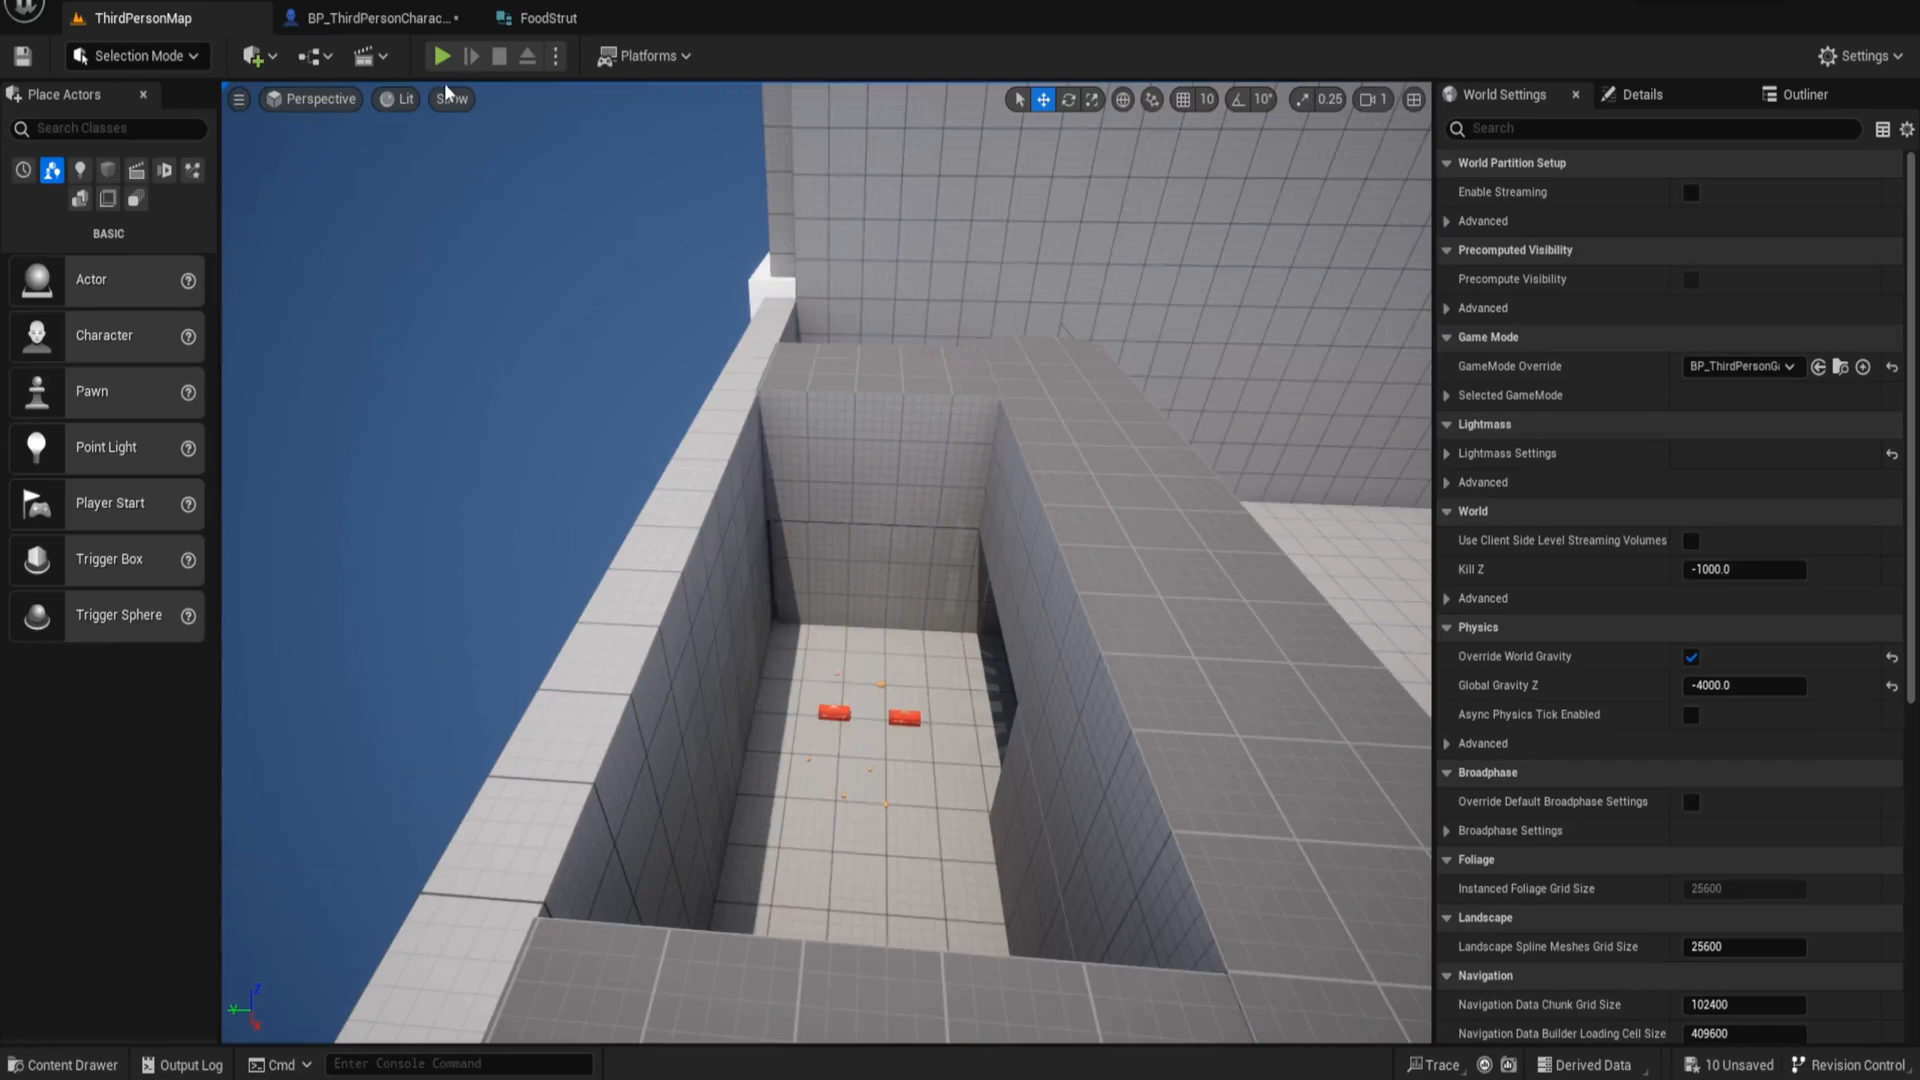 ThirdPersonMap
BP_ThirdPersonCharac... •
FoodStrut
Selection Mode
Platforms
Settings
Place Actors
Search Classes
BASIC
Actor
Character
Pawn
Point Light
Player Start
Trigger Box
Trigger Sphere
Perspective
Lit
Show
10
10°
0.25
1
World Settings
Details
Outliner
Search
World Partition Setup
Enable Streaming
Advanced
Precomputed Visibility
Precompute Visibility
Advanced
Game Mode
GameMode Override BP_ThirdPersonGa
Selected GameMode
Lightmass
Lightmass Settings
Advanced
World
Use Client Side Level Streaming Volumes
Kill Z -1000.0
Advanced
Physics
Override World Gravity
Global Gravity Z -4000.0
Async Physics Tick Enabled
Advanced
Broadphase
Override Default Broadphase Settings
Broadphase Settings
Foliage
Instanced Foliage Grid Size 25600
Landscape
Landscape Spline Meshes Grid Size 25600
Navigation
Navigation Data Chunk Grid Size 102400
Navigation Data Builder Loading Cell Size 409600
Z
Y
X
Content Drawer
Output Log
Cmd
Enter Console Command
Trace
Derived Data
10 Unsaved
Revision Control